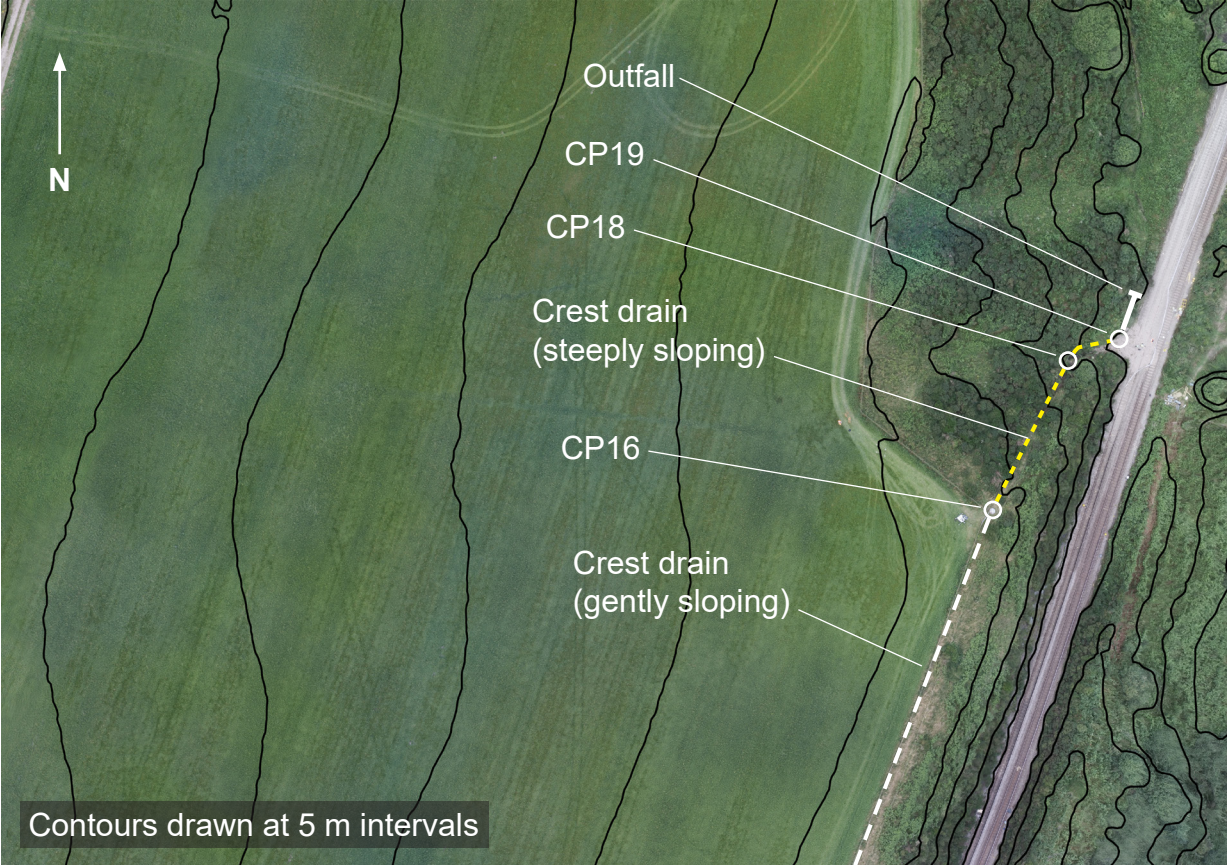 Outfall
CP19
N
CP18
Crest drain
(steeply sloping)
CP16
Crest drain
(gently sloping)
Contours drawn at 5 m intervals